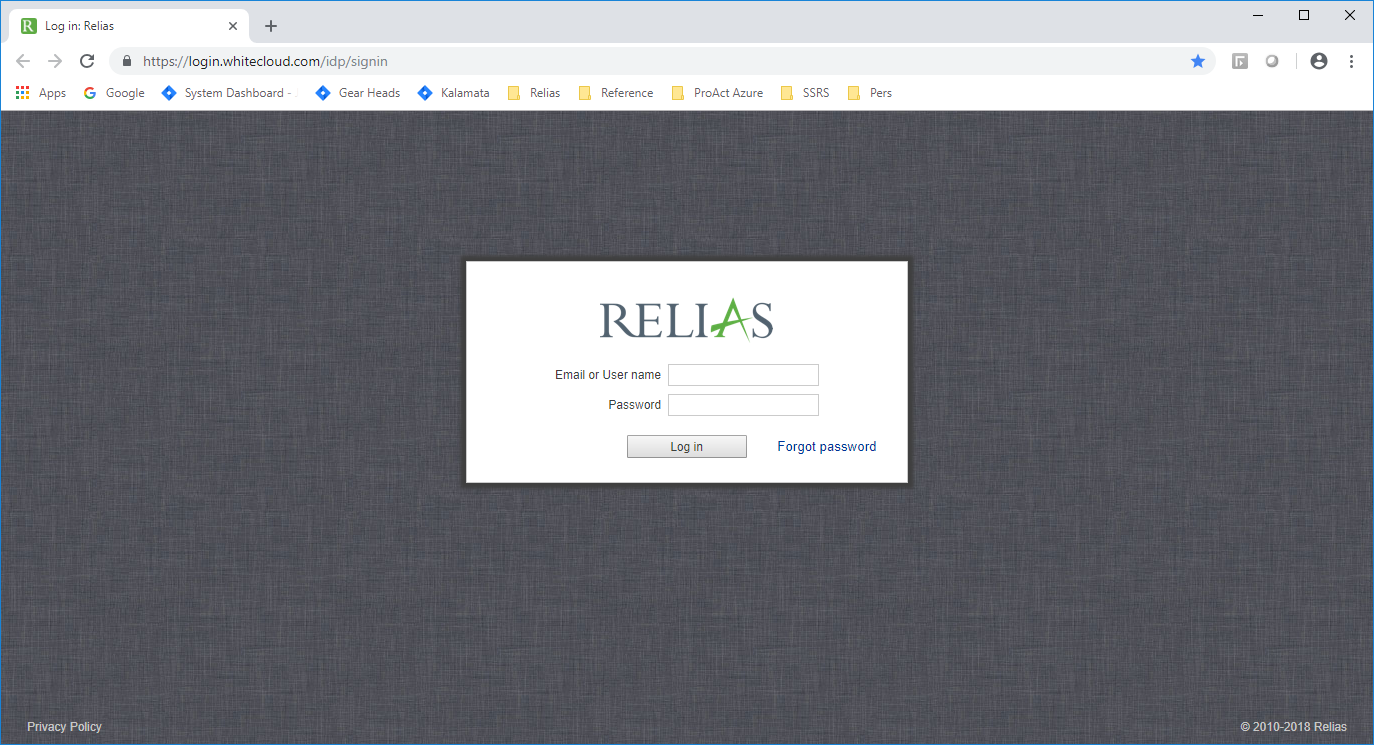 Log in: Relias
https://login.whitecloud.com/idp/signin
Apps Google System Dashboard - Gear Heads Kalamata Relias Reference ProAct Azure SSRS Pers
RELIAS
Email or User name
Password
Log in Forgot password
Privacy Policy © 2010-2018 Relias